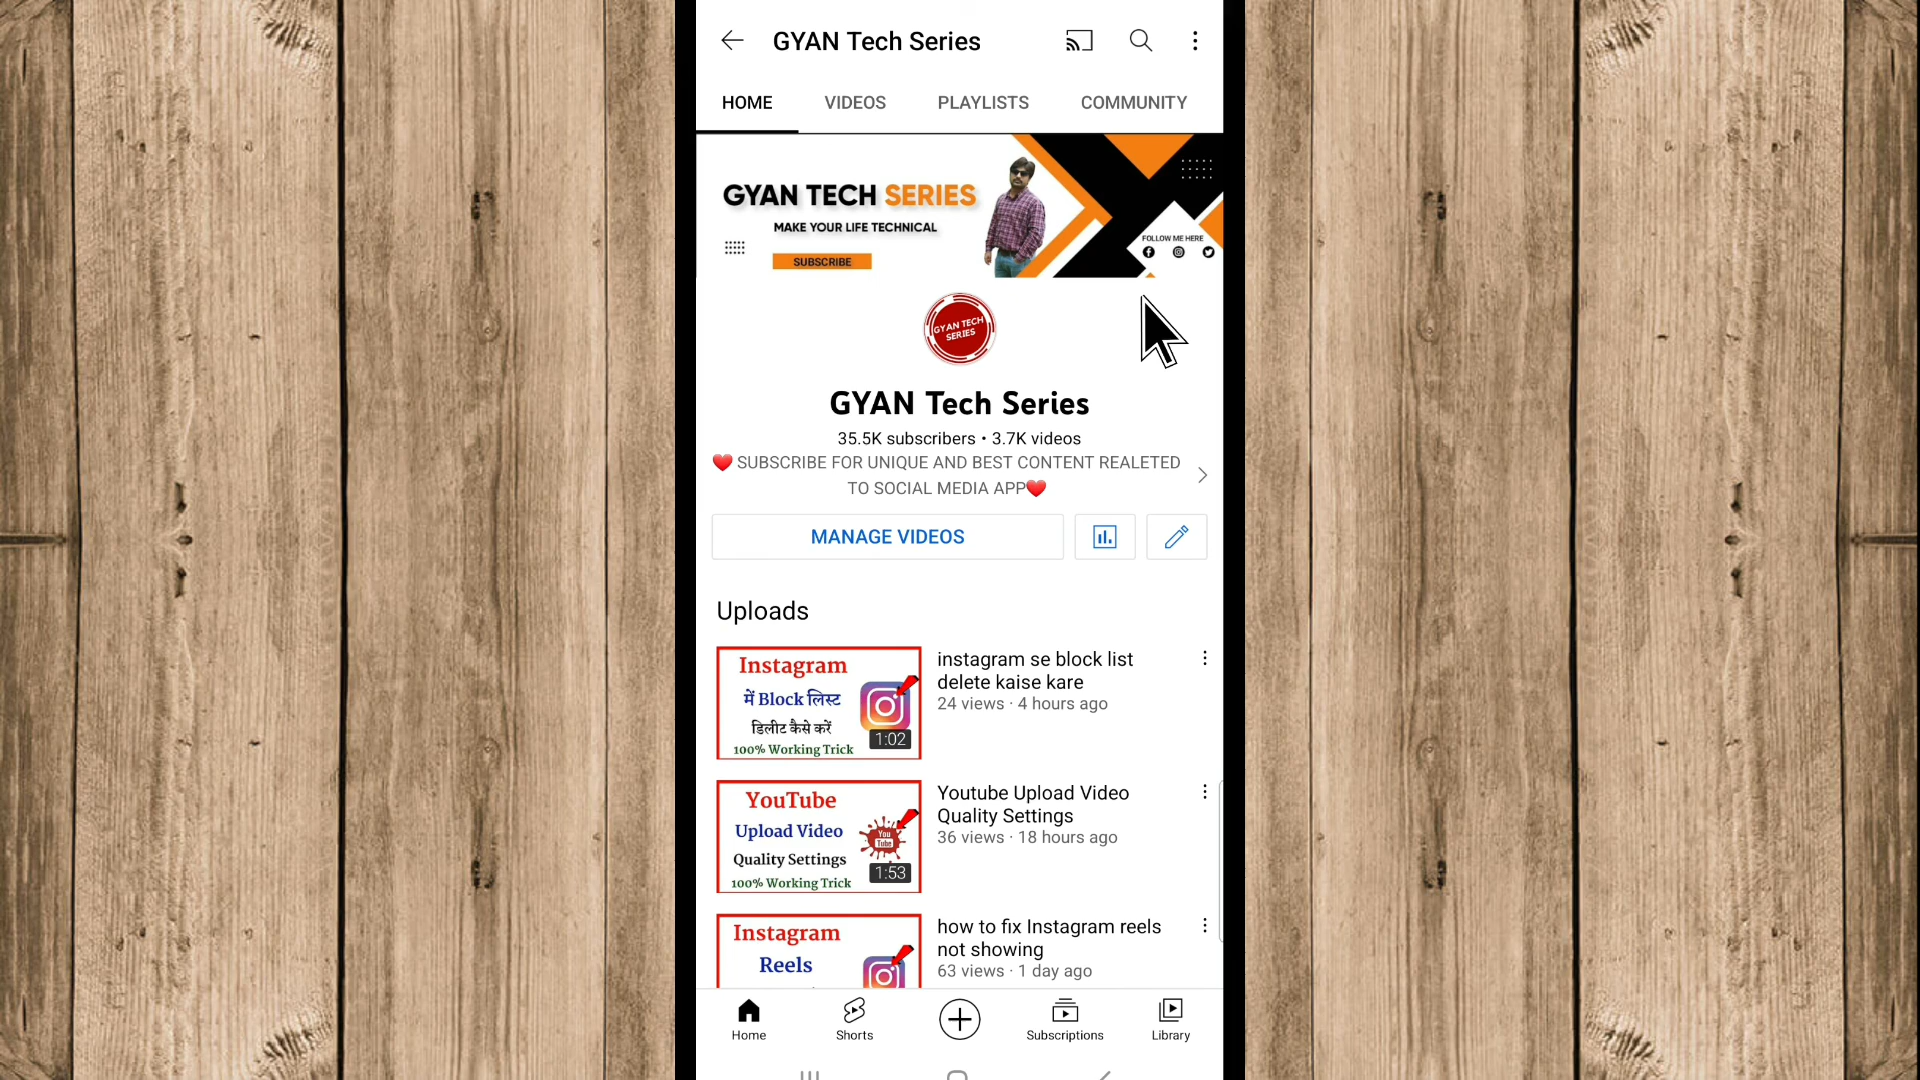 GYAN Tech Series
HOME VIDEOS PLAYLISTS COMMUNITY
GYAN TECH SERIES
MAKE YOUR LIFE TECHNICAL
SUBSCRIBE
FOLLOW ME HERE
GYAN TECH
SERIES
GYAN Tech Series
35.5K subscribers • 3.7K videos
❤️ SUBSCRIBE FOR UNIQUE AND BEST CONTENT REALETED
TO SOCIAL MEDIA APP❤️
MANAGE VIDEOS
Uploads
Instagram
में Block लिस्ट
डिलीट कैसे करें
100% Working Trick
1:02
instagram se block list
delete kaise kare
24 views · 4 hours ago
YouTube
Upload Video
Quality Settings
100% Working Trick
You
Tube
1:53
Youtube Upload Video
Quality Settings
36 views · 18 hours ago
Instagram
Reels
how to fix Instagram reels
not showing
63 views · 1 day ago
Home Shorts Subscriptions Library